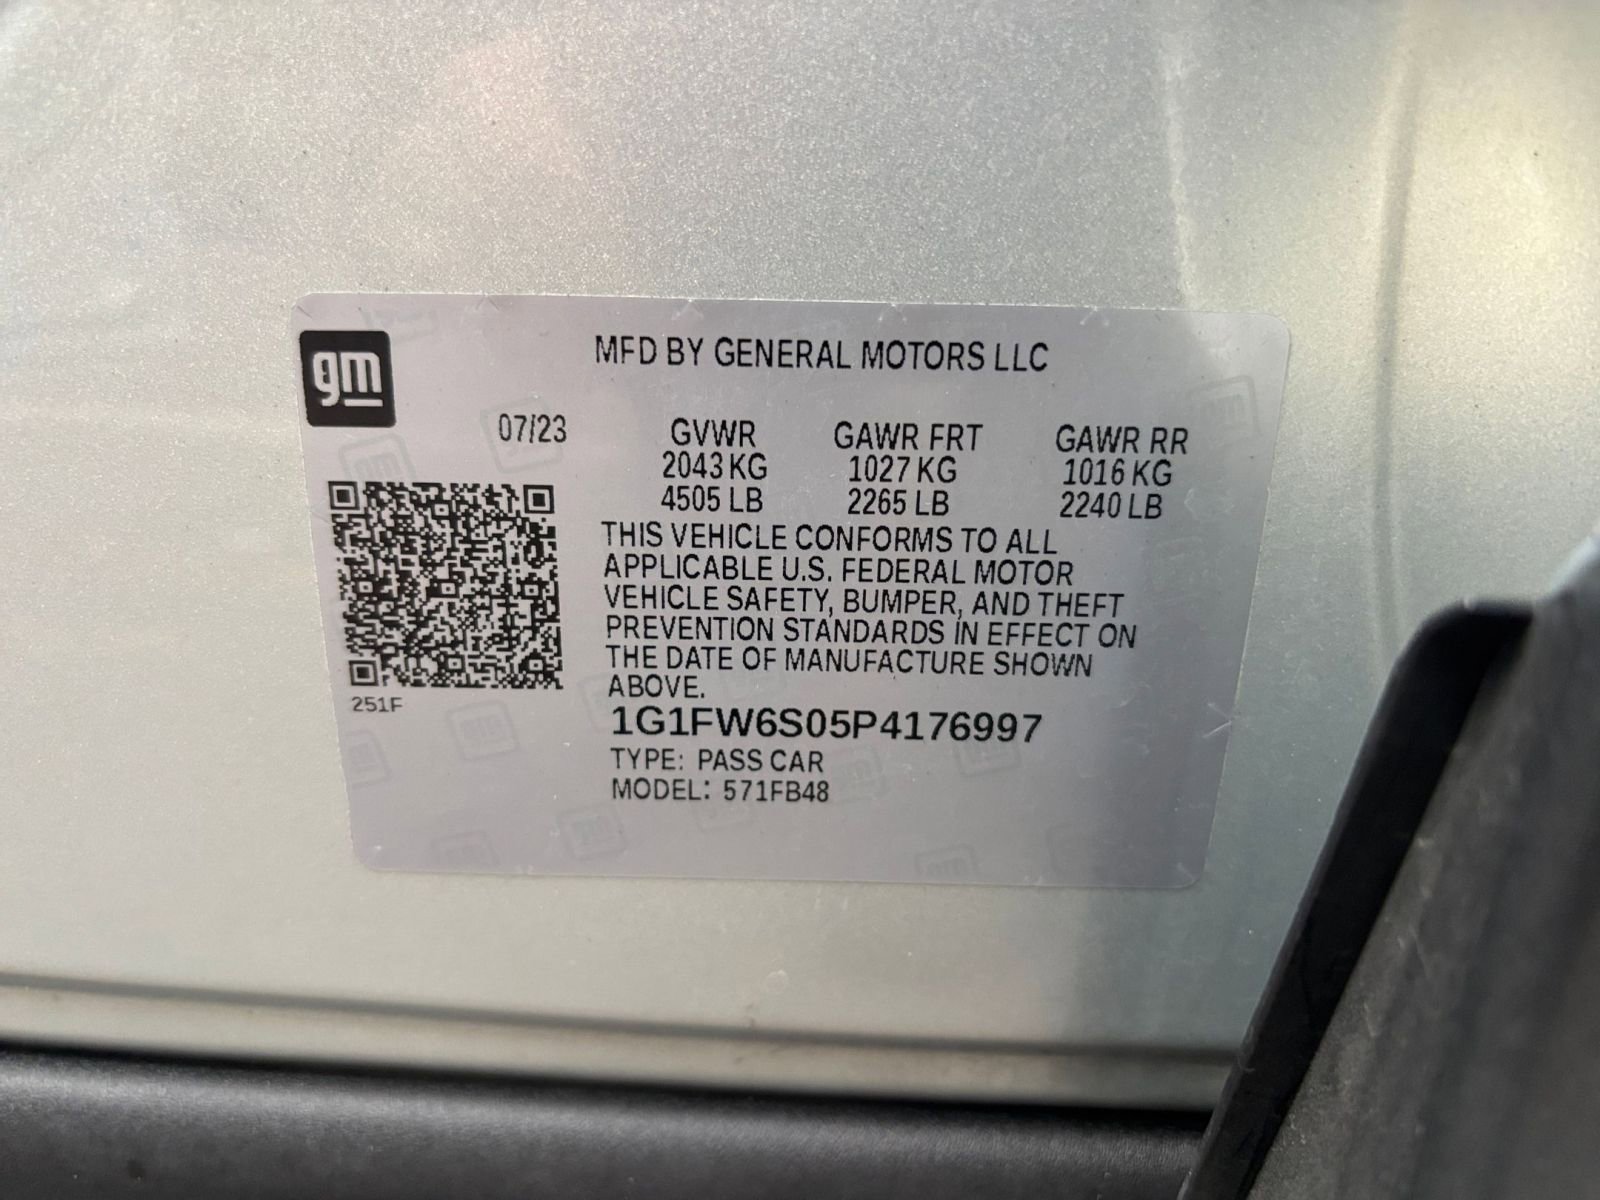 gm
MFD BY GENERAL MOTORS LLC
07/23
GVWR GAWR FRT GAWR RR
2043 KG 1027 KG 1016 KG
4505 LB 2265 LB 2240 LB
THIS VEHICLE CONFORMS TO ALL
APPLICABLE U.S. FEDERAL MOTOR
VEHICLE SAFETY, BUMPER, AND THEFT
PREVENTION STANDARDS IN EFFECT ON
THE DATE OF MANUFACTURE SHOWN
ABOVE.
251F
1G1FW6S05P4176997
TYPE: PASS CAR
MODEL: 571FB48